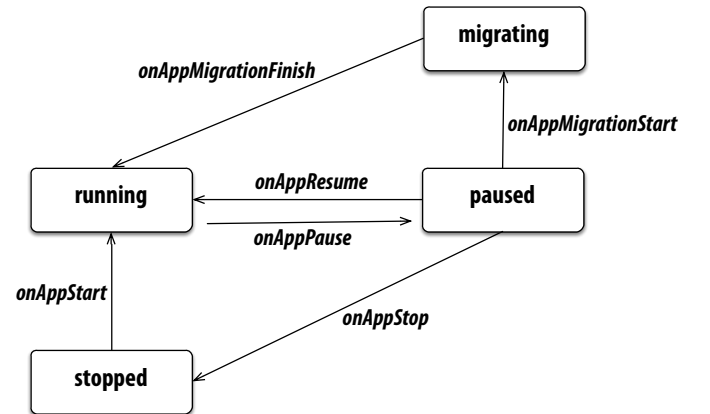 migrating
onAppMigrationFinish
onAppMigrationStart
running
onAppResume
paused
onAppPause
onAppStart
onAppStop
stopped